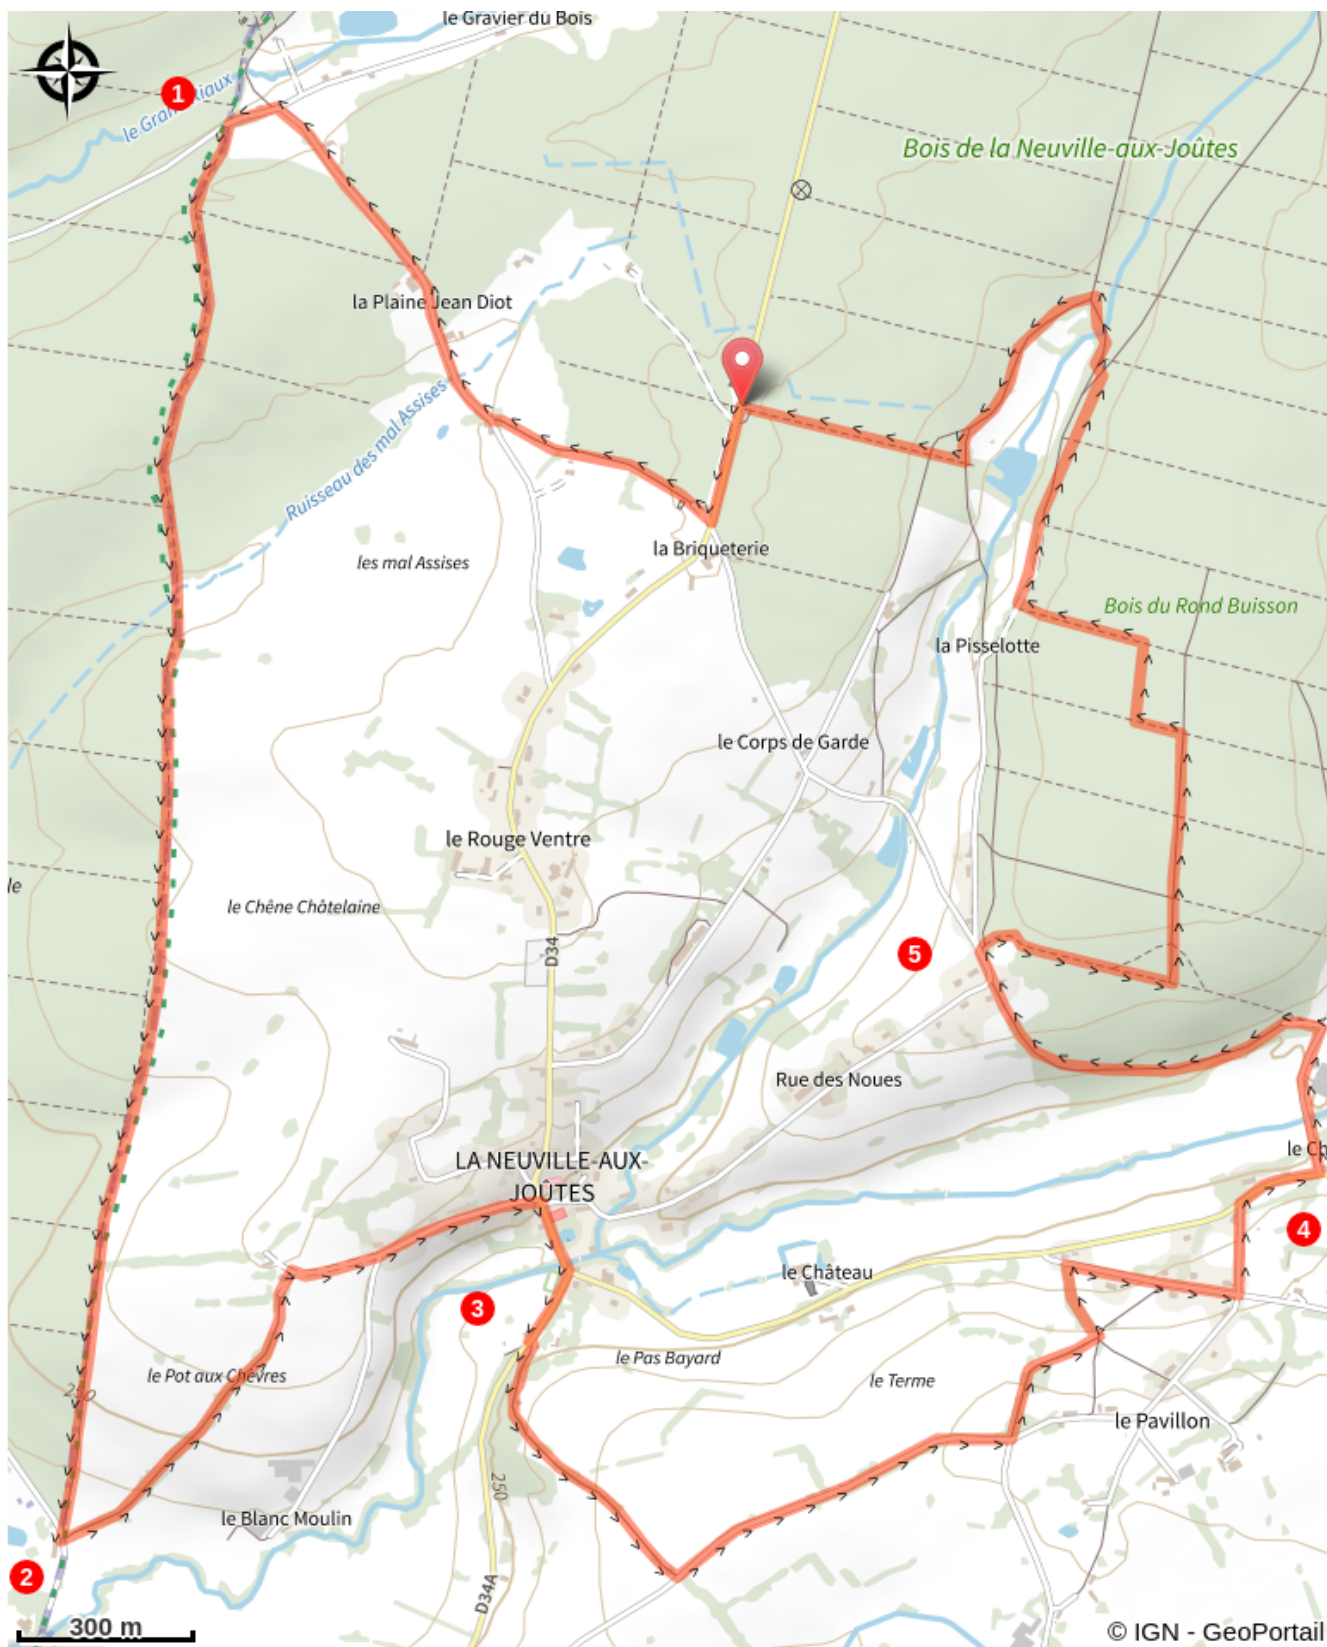 le Gravier du Bois
1
le Grand Riaux
Bois de la Neuville-aux-Joûtes
la Plaine Jean Diot
Ruisseau des mal Assises
la Briqueterie
les mal Assises
Bois du Rond Buisson
la Pisselotte
le Corps de Garde
le Rouge Ventre
le
le Chêne Châtelaine
D34
5
Rue des Noues
LA NEUVILLE-AUX-
JOÛTES
le Ch
4
le Château
3
le Pas Bayard
le Pot aux Chèvres
le Terme
250
le Pavillon
250
le Blanc Moulin
2
D34A
300 m
© IGN - GeoPortail